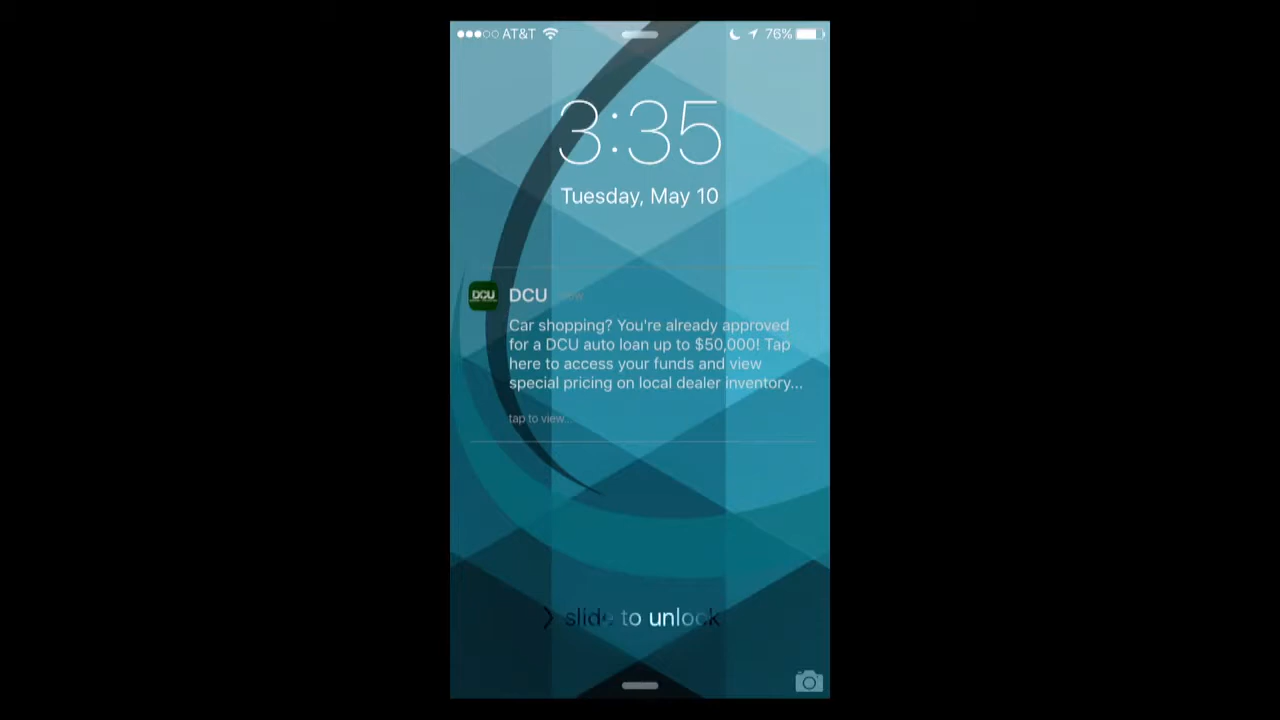 AT&T 76%
3:35
Tuesday, May 10
DCU
DCU now
Car shopping? You're already approved
for a DCU auto loan up to $50,000! Tap
here to access your funds and view
special pricing on local dealer inventory...
tap to view...
> slide to unlock